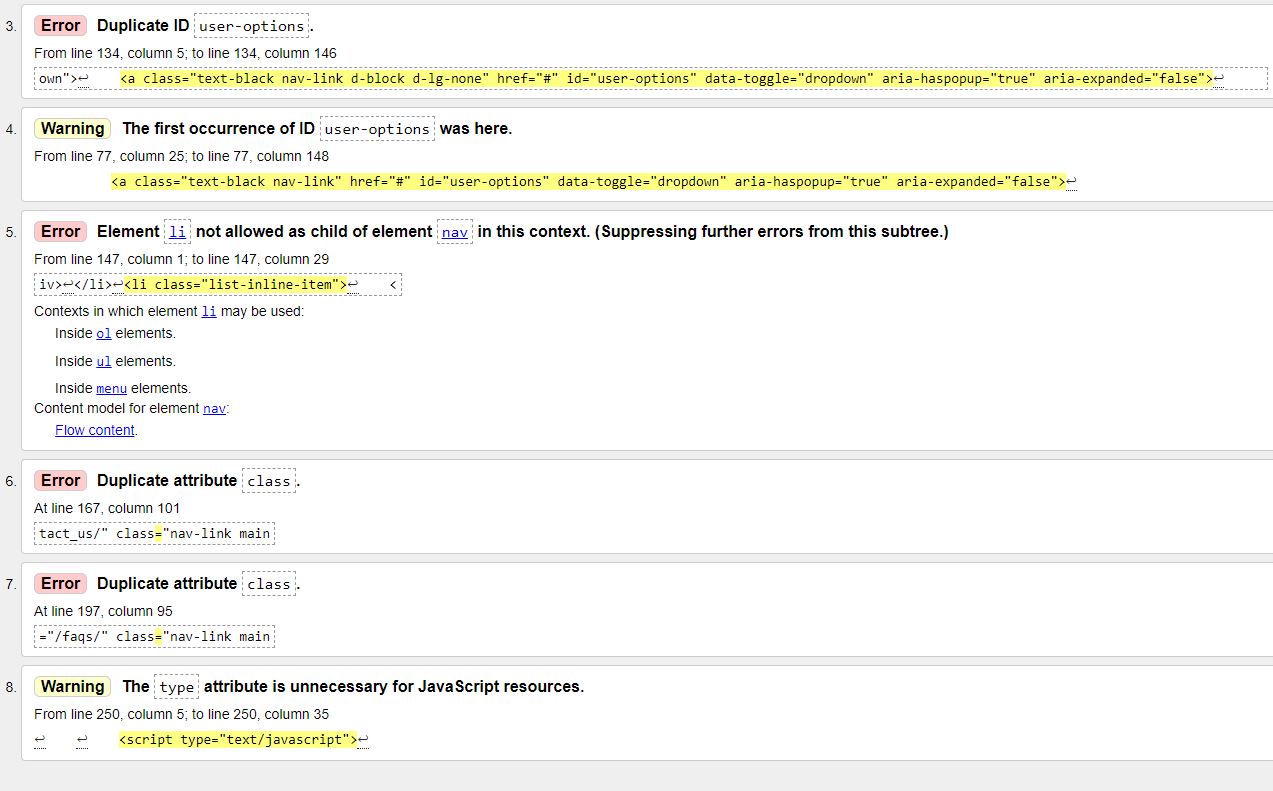 3. Error Duplicate ID user-options.
From line 134, column 5; to line 134, column 146
own">↩    <a class="text-black nav-link d-block d-lg-none" href="#" id="user-options" data-toggle="dropdown" aria-haspopup="true" aria-expanded="false">↩
4. Warning The first occurrence of ID user-options was here.
From line 77, column 25; to line 77, column 148
<a class="text-black nav-link" href="#" id="user-options" data-toggle="dropdown" aria-haspopup="true" aria-expanded="false">↩
5. Error Element li not allowed as child of element nav in this context. (Suppressing further errors from this subtree.)
From line 147, column 1; to line 147, column 29
iv>↩</li>↩<li class="list-inline-item">↩    <
Contexts in which element li may be used:
Inside ol elements.
Inside ul elements.
Inside menu elements.
Content model for element nav:
Flow content.
6. Error Duplicate attribute class.
At line 167, column 101
tact_us/" class="nav-link main
7. Error Duplicate attribute class.
At line 197, column 95
="/faqs/" class="nav-link main
8. Warning The type attribute is unnecessary for JavaScript resources.
From line 250, column 5; to line 250, column 35
↩    ↩    <script type="text/javascript">↩